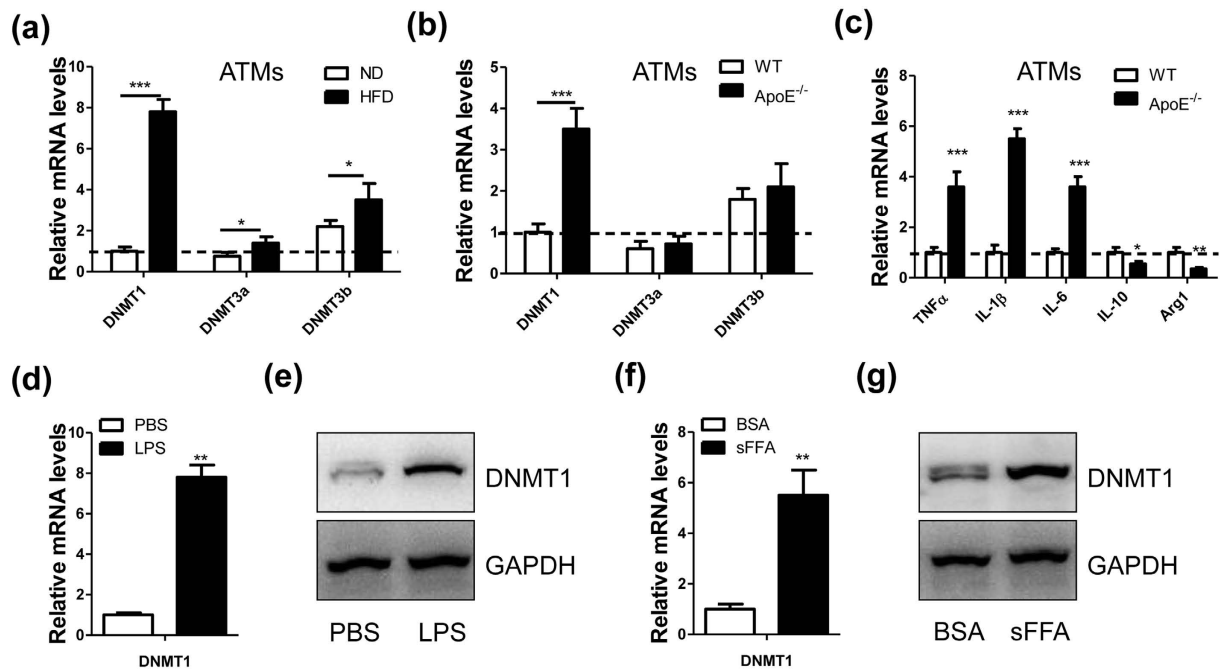 (a)
Relative mRNA levels
10
8
6
4
2
0
ATMs
ND
HFD
***
*
*
DNMT1
DNMT3a
DNMT3b
(b)
Relative mRNA levels
5
4
3
2
1
0
ATMs
WT
ApoE-/-
***
DNMT1
DNMT3a
DNMT3b
(c)
Relative mRNA levels
8
6
4
2
0
ATMs
WT
ApoE-/-
***
***
***
*
**
TNFα
IL-1β
IL-6
IL-10
Arg1
(d)
Relative mRNA levels
10
8
6
4
2
0
PBS
LPS
**
DNMT1
(e)
DNMT1
GAPDH
PBS LPS
(f)
Relative mRNA levels
8
6
4
2
0
BSA
sFFA
**
DNMT1
(g)
DNMT1
GAPDH
BSA sFFA